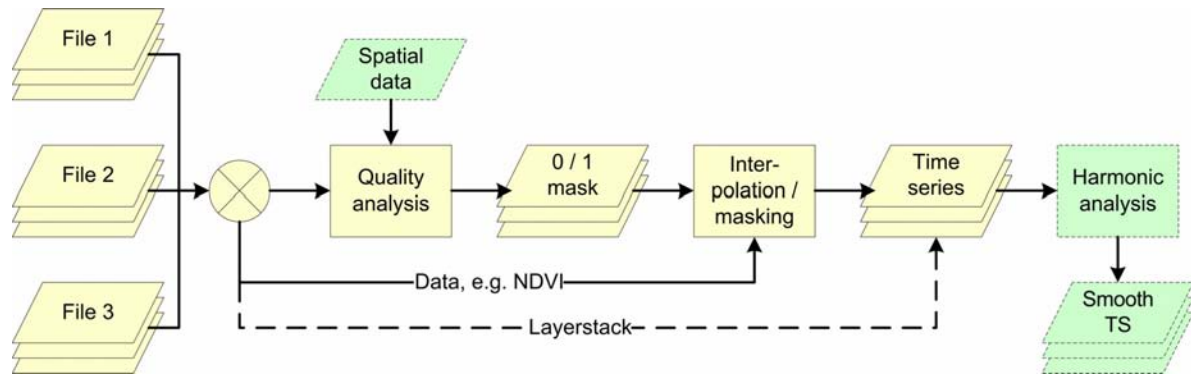 File 1
File 2
File 3
Spatial
data
Quality
analysis
0 / 1
mask
Inter-
polation /
masking
Time
series
Harmonic
analysis
Smooth
TS
Data, e.g. NDVI
Layerstack